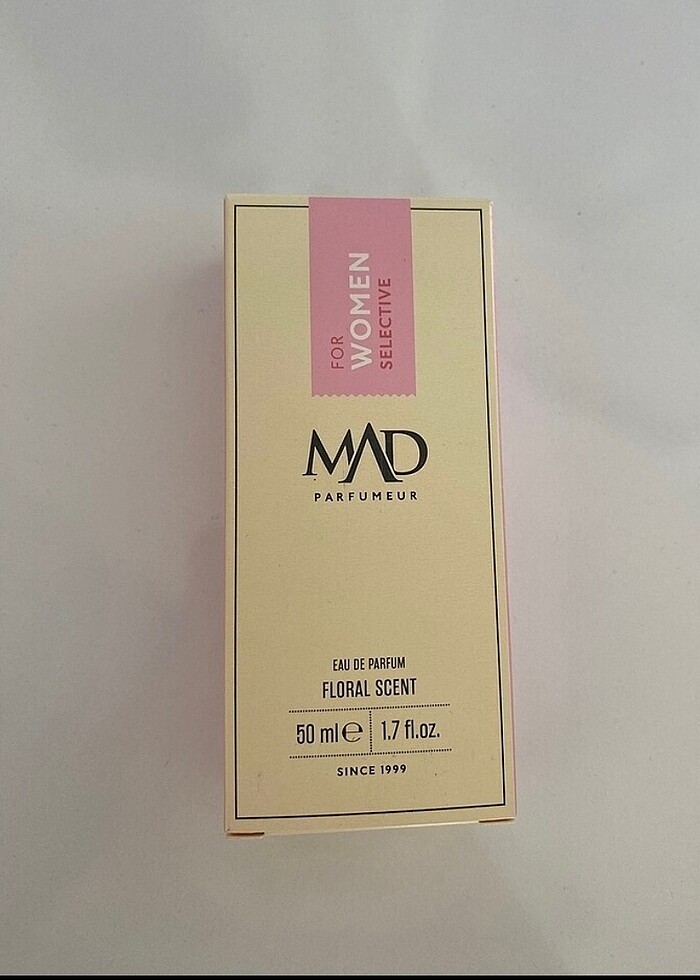 FOR
WOMEN
SELECTIVE
MAD
PARFUMEUR
EAU DE PARFUM
FLORAL SCENT
50 ml ℮ 1.7 fl.oz.
SINCE 1999